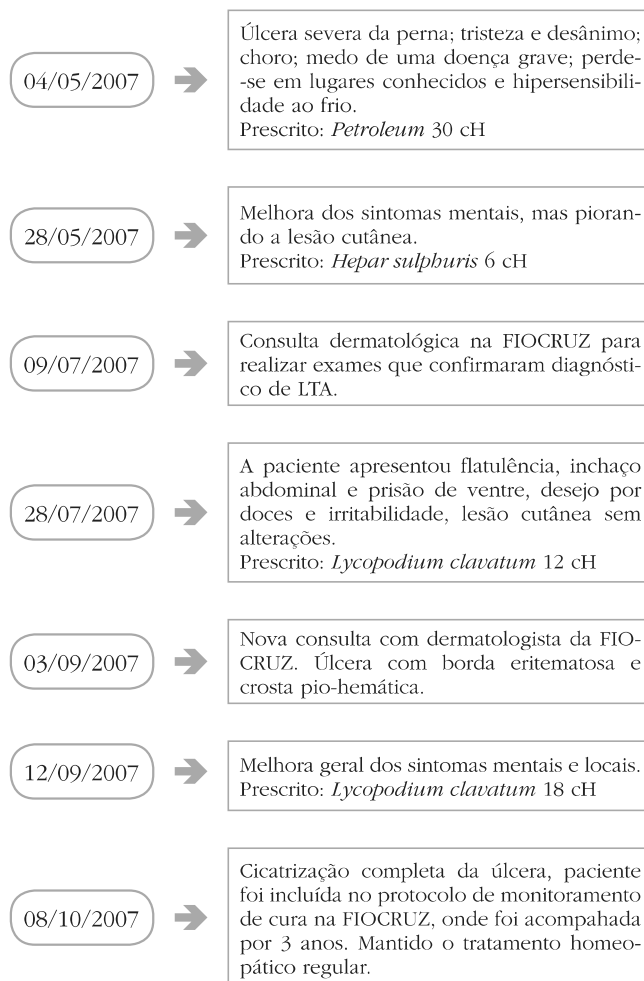 04/05/2007
Úlcera severa da perna; tristeza e desânimo;
choro; medo de uma doença grave; perde-
-se em lugares conhecidos e hipersensibili-
dade ao frio.
Prescrito: Petroleum 30 cH
28/05/2007
Melhora dos sintomas mentais, mas pioran-
do a lesão cutânea.
Prescrito: Hepar sulphuris 6 cH
09/07/2007
Consulta dermatológica na FIOCRUZ para
realizar exames que confirmaram diagnósti-
co de LTA.
28/07/2007
A paciente apresentou flatulência, inchaço
abdominal e prisão de ventre, desejo por
doces e irritabilidade, lesão cutânea sem
alterações.
Prescrito: Lycopodium clavatum 12 cH
03/09/2007
Nova consulta com dermatologista da FIO-
CRUZ. Úlcera com borda eritematosa e
crosta pio-hemática.
12/09/2007
Melhora geral dos sintomas mentais e locais.
Prescrito: Lycopodium clavatum 18 cH
08/10/2007
Cicatrização completa da úlcera, paciente
foi incluída no protocolo de monitoramento
de cura na FIOCRUZ, onde foi acompahada
por 3 anos. Mantido o tratamento homeo-
pático regular.